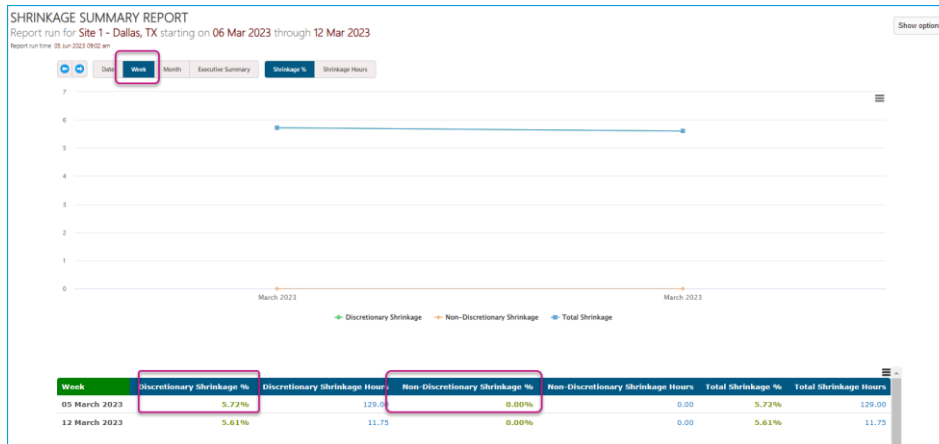 SHRINKAGE SUMMARY REPORT
Report run for Site 1 - Dallas, TX starting on 06 Mar 2023 through 12 Mar 2023
Report run time: 05 Jun 2023 09:02 am
Show option
Date Week Month Executive Summary Shrinkage % Shrinkage Hours
7
6
5
4
3
2
1
0
March 2023 March 2023
Discretionary Shrinkage Non-Discretionary Shrinkage Total Shrinkage
Week Discretionary Shrinkage % Discretionary Shrinkage Hours Non-Discretionary Shrinkage % Non-Discretionary Shrinkage Hours Total Shrinkage % Total Shrinkage Hours
05 March 2023 5.72% 129.00 0.00% 0.00 5.72% 129.00
12 March 2023 5.61% 11.75 0.00% 0.00 5.61% 11.75